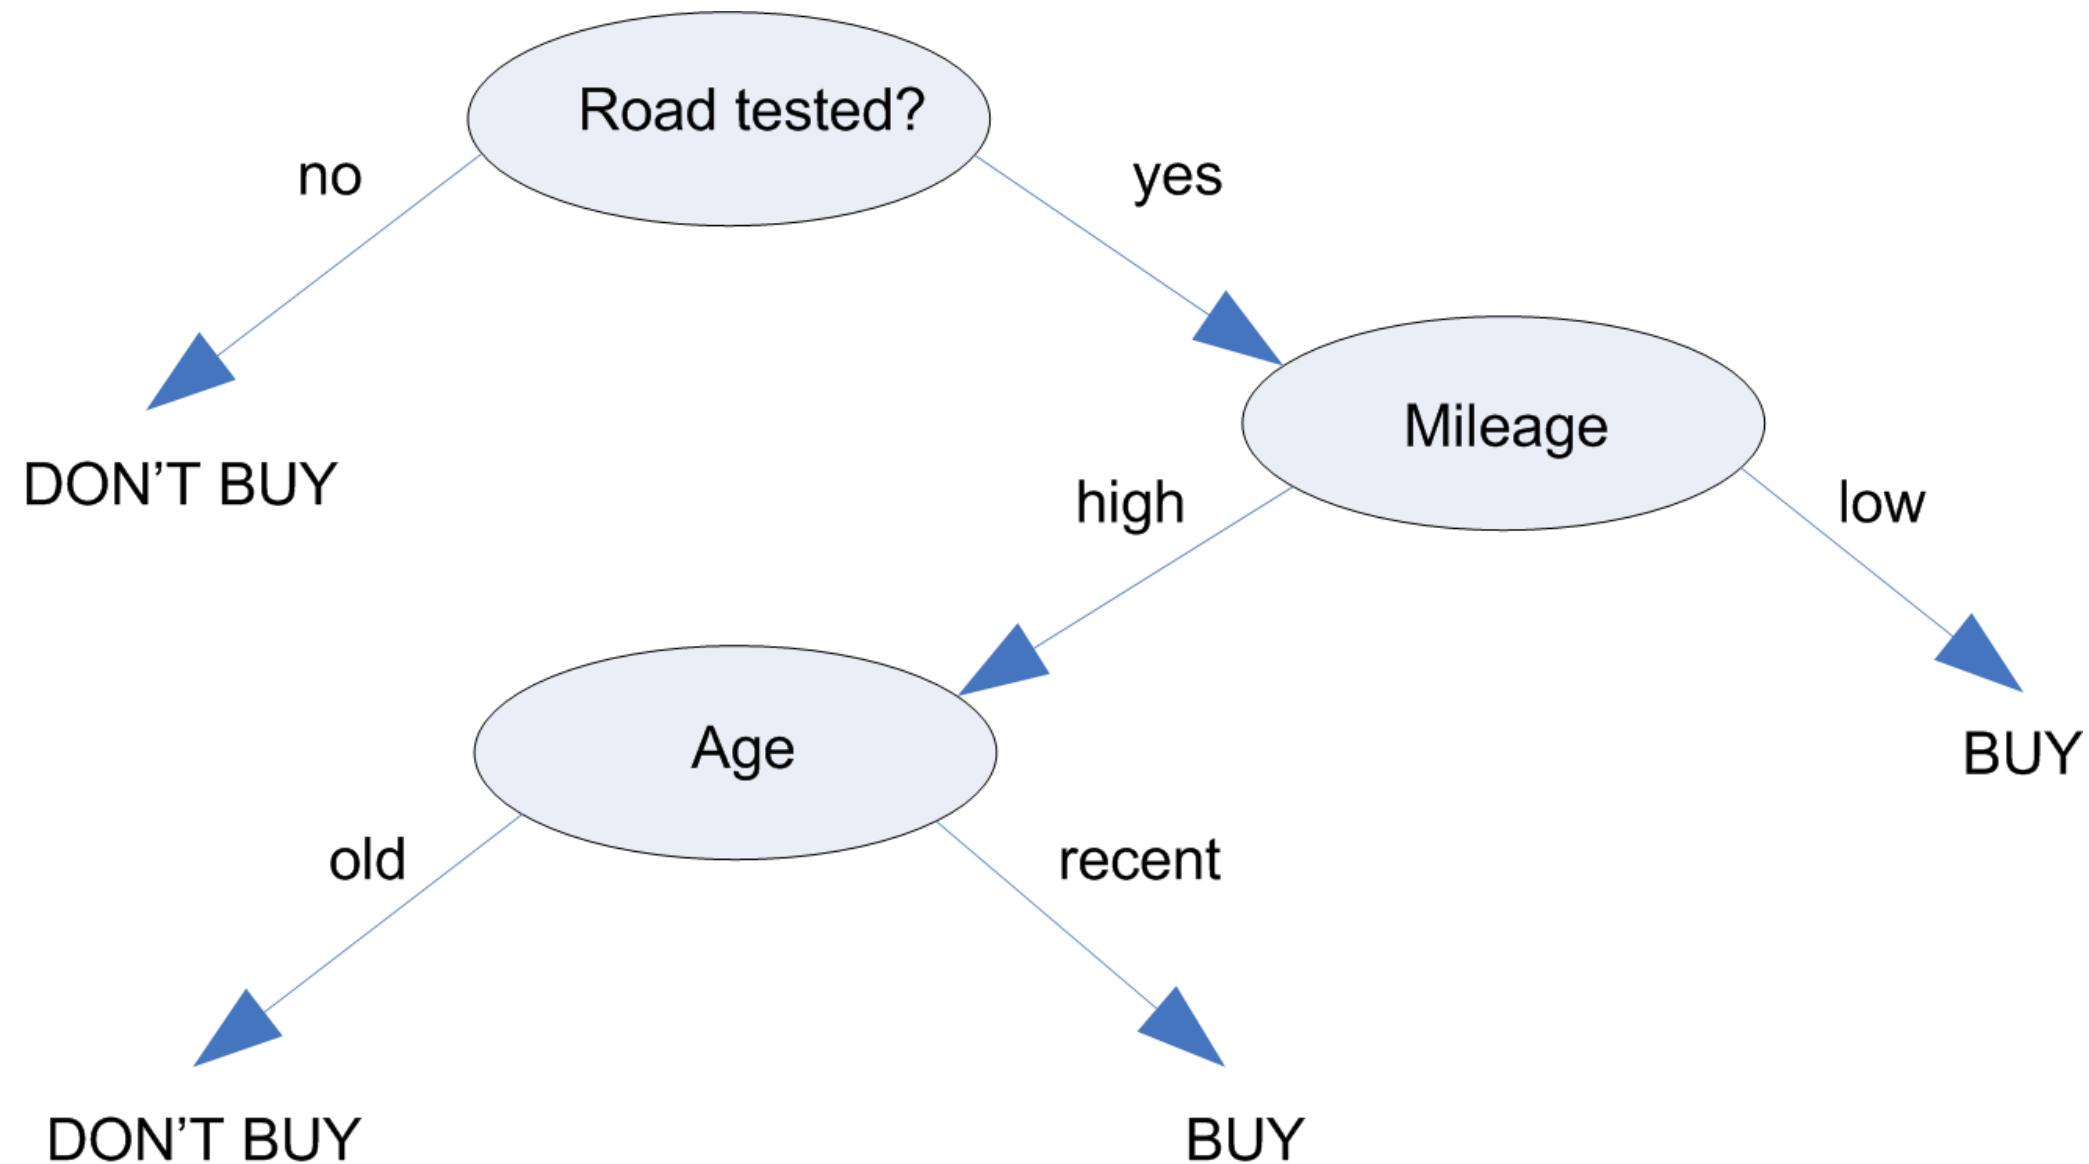 Road tested?
no
yes
DON’T BUY
Mileage
high
low
Age
BUY
old
recent
DON’T BUY
BUY